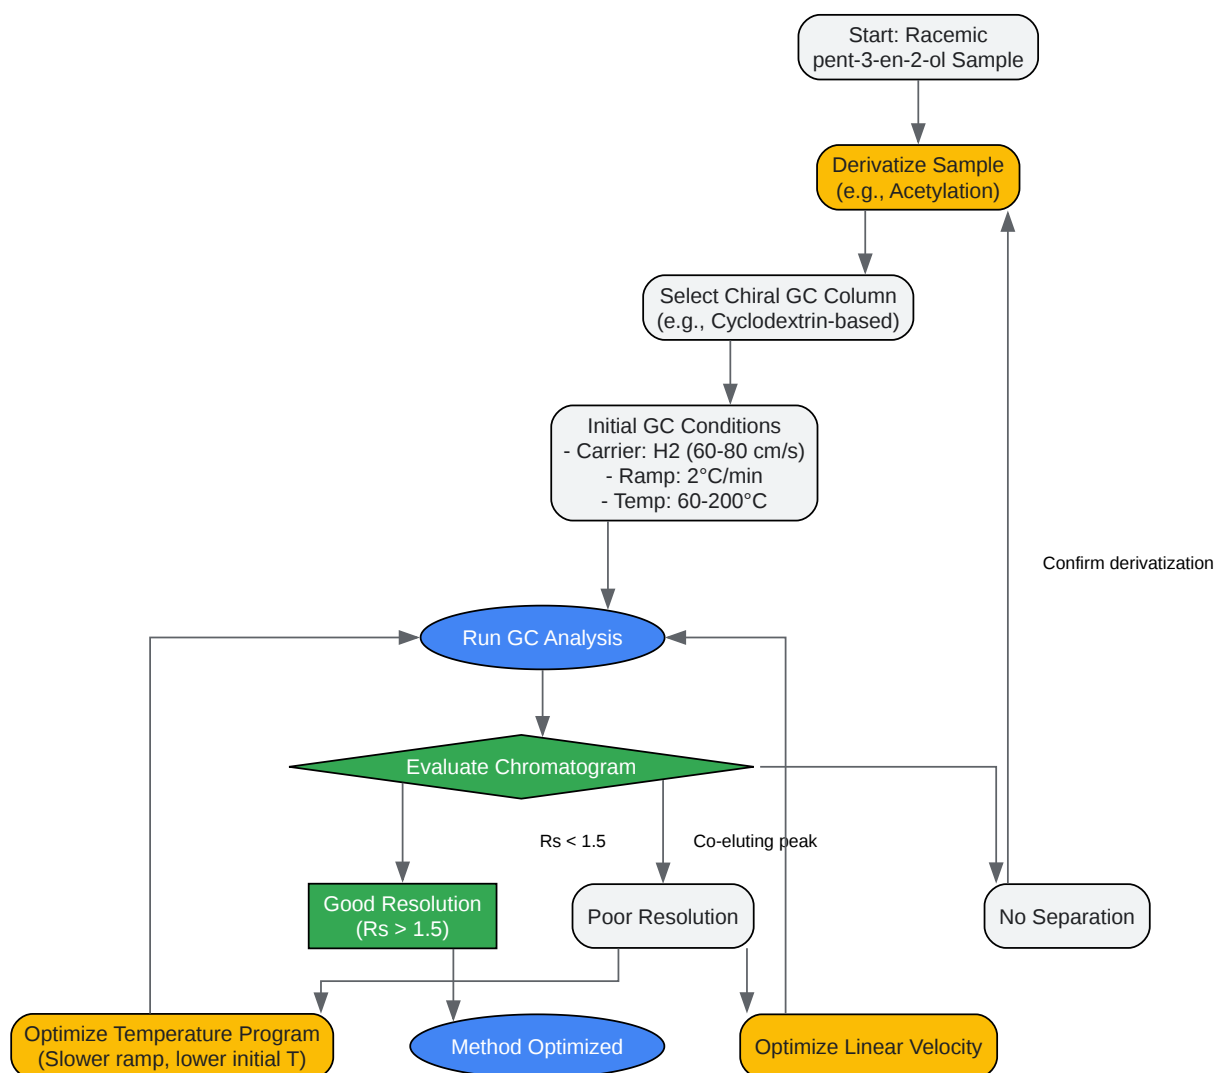 Start: Racemic
pent-3-en-2-ol Sample
Derivatize Sample
(e.g., Acetylation)
Select Chiral GC Column
(e.g., Cyclodextrin-based)
Initial GC Conditions
- Carrier: H2 (60-80 cm/s)
- Ramp: 2°C/min
- Temp: 60-200°C
Confirm derivatization
Run GC Analysis
Evaluate Chromatogram
Rs < 1.5
Co-eluting peak
Good Resolution
(Rs > 1.5)
Poor Resolution
No Separation
Optimize Temperature Program
(Slower ramp, lower initial T)
Method Optimized
Optimize Linear Velocity